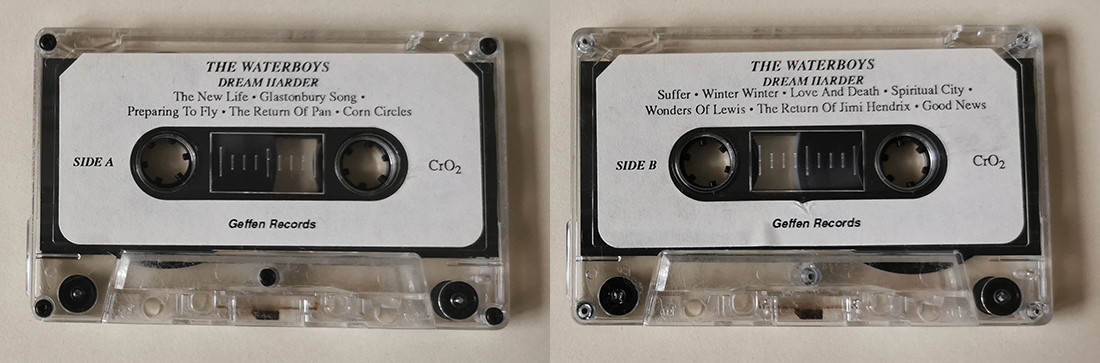 THE WATERBOYS
DREAM HARDER
The New Life • Glastonbury Song •
Preparing To Fly • The Return Of Pan • Corn Circles
SIDE A
CrO₂
Geffen Records
THE WATERBOYS
DREAM HARDER
Suffer • Winter Winter • Love And Death • Spiritual City •
Wonders Of Lewis • The Return Of Jimi Hendrix • Good News
SIDE B
CrO₂
Geffen Records